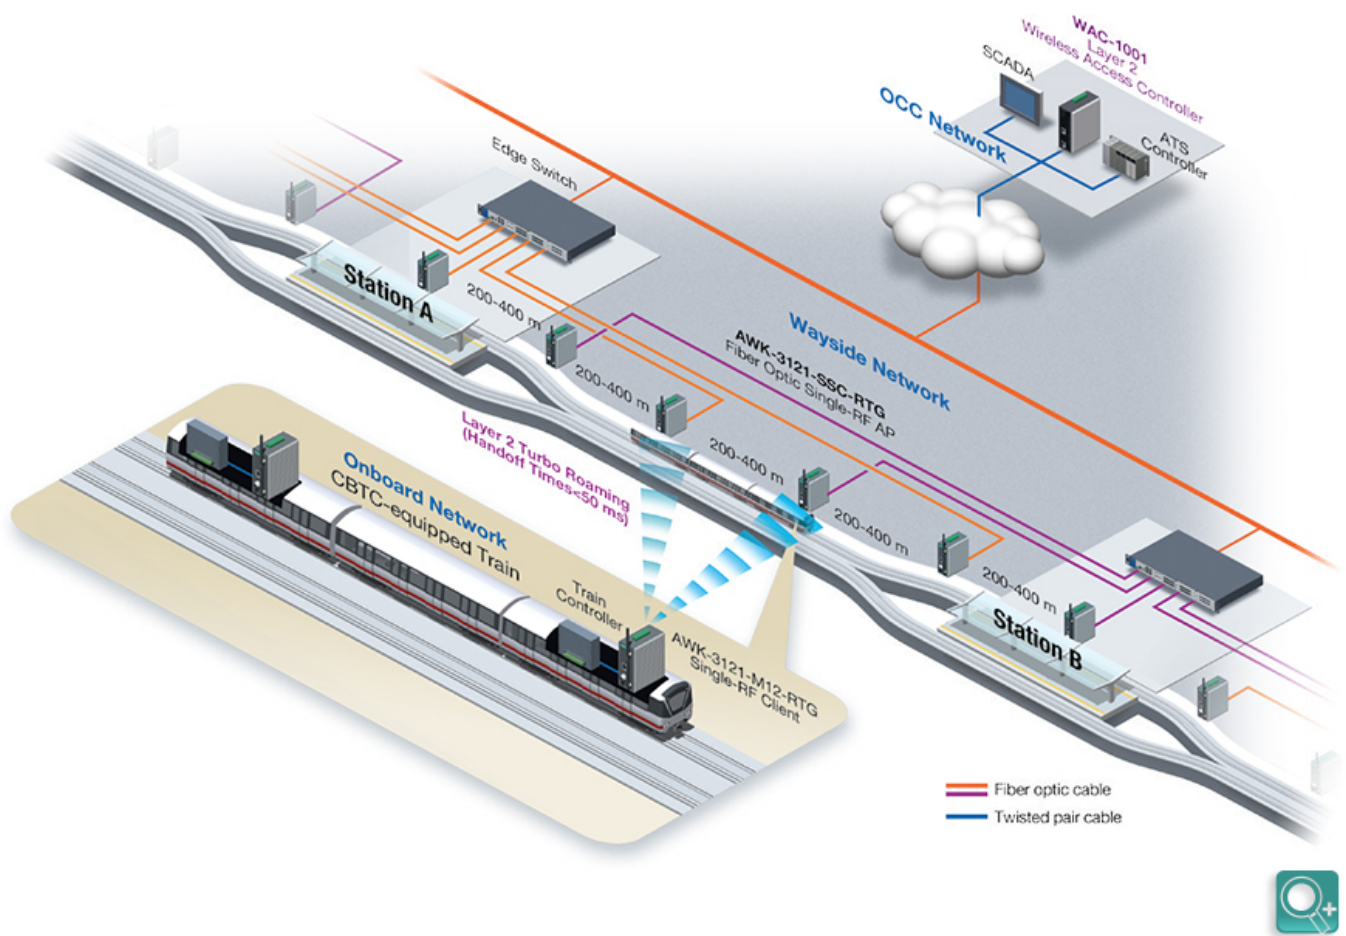 WAC-1001
Layer 2
Wireless Access Controller
SCADA
OCC Network
ATS
Controller
Edge Switch
Station A
200-400 m
Wayside Network
AWK-3121-SSC-RTG
Fiber Optic Single-RF AP
200-400 m
Layer 2 Turbo Roaming
(Handoff Times<50 ms)
200-400 m
200-400 m
200-400 m
Station B
Onboard Network
CBTC-equipped Train
Train
Controller
AWK-3121-M12-RTG
Single-RF Client
Fiber optic cable
Twisted pair cable